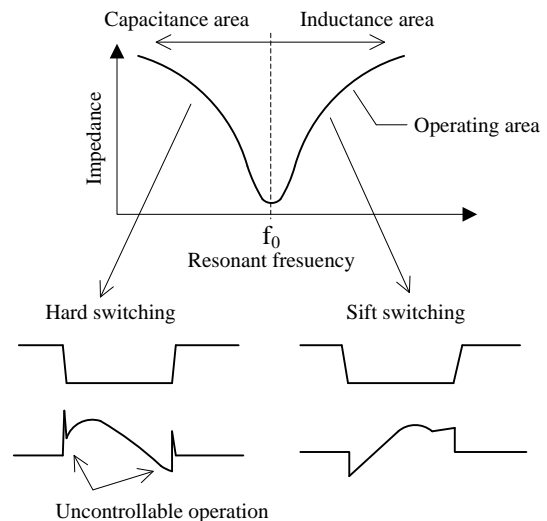 Capacitance area
Inductance area
Impedance
Operating area
f0
Resonant fresuency
Hard switching
Sift switching
Uncontrollable operation